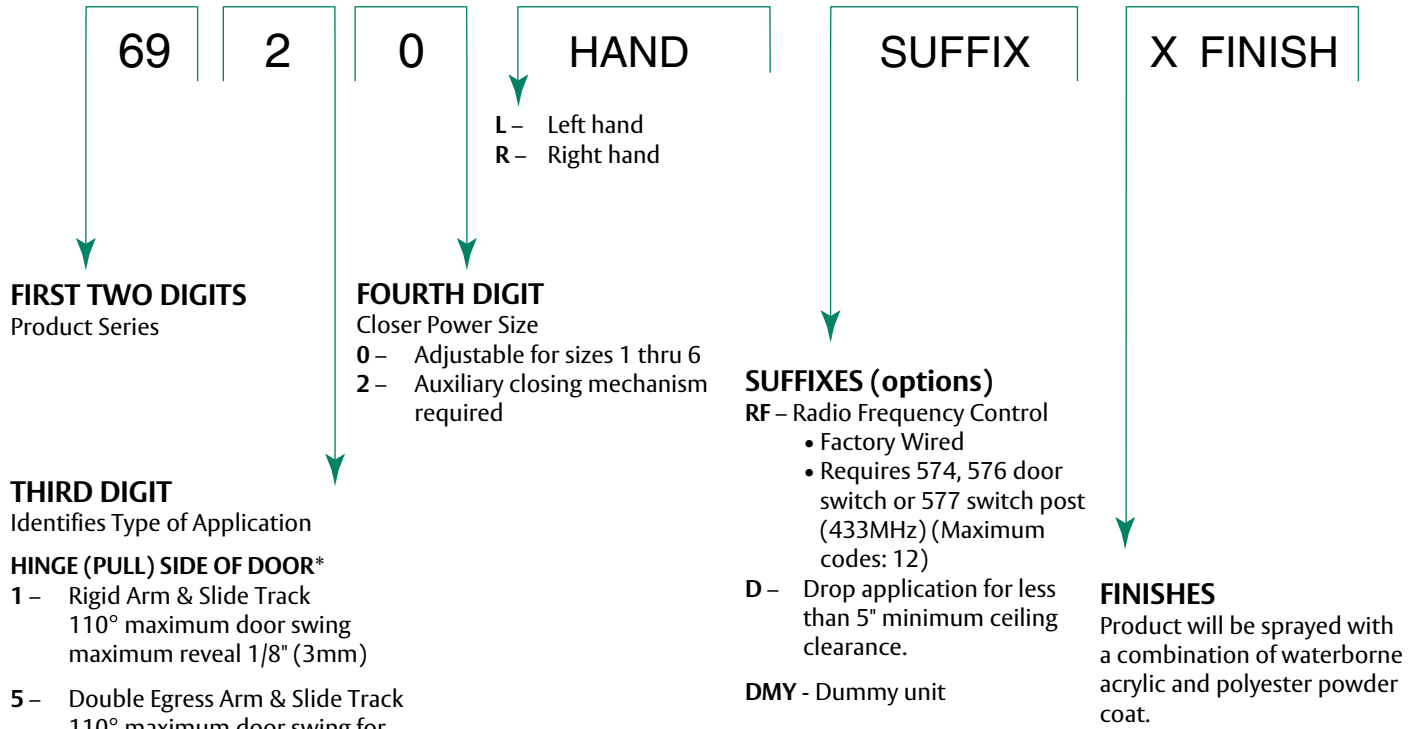 69 2 0 HAND SUFFIX X FINISH
L – Left hand
R – Right hand
FIRST TWO DIGITS
Product Series
FOURTH DIGIT
Closer Power Size
0 – Adjustable for sizes 1 thru 6
2 – Auxiliary closing mechanism
required
THIRD DIGIT
Identifies Type of Application
HINGE (PULL) SIDE OF DOOR*
1 – Rigid Arm & Slide Track
110° maximum door swing
maximum reveal 1/8" (3mm)
5 – Double Egress Arm & Slide Track
110° maximum door swing for
SUFFIXES (options)
RF – Radio Frequency Control
• Factory Wired
• Requires 574, 576 door
switch or 577 switch post
(433MHz) (Maximum
codes: 12)
D – Drop application for less
than 5" minimum ceiling
clearance.
DMY - Dummy unit
FINISHES
Product will be sprayed with
a combination of waterborne
acrylic and polyester powder
coat.